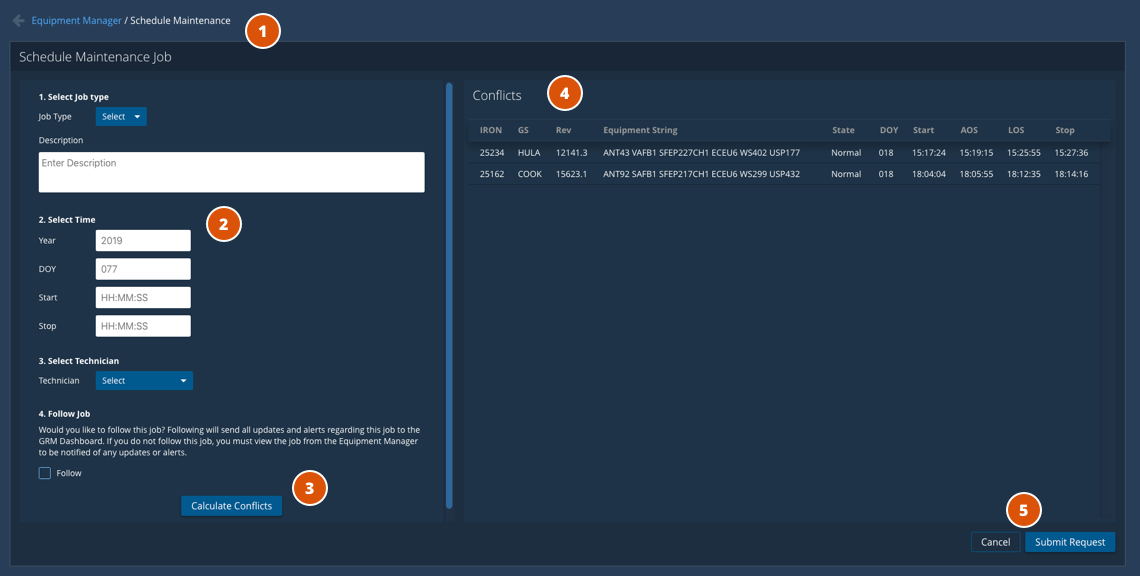 Equipment Manager / Schedule Maintenance
1
Schedule Maintenance Job
1. Select Job type
Job Type Select
Description
Enter Description
2. Select Time
2
Year 2019
DOY 077
Start HH:MM:SS
Stop HH:MM:SS
3. Select Technician
Technician Select
4. Follow Job
Would you like to follow this job? Following will send all updates and alerts regarding this job to the
GRM Dashboard. If you do not follow this job, you must view the job from the Equipment Manager
to be notified of any updates or alerts.
Follow
3
Calculate Conflicts
Conflicts
4
IRON GS Rev Equipment String State DOY Start AOS LOS Stop
25234 HULA 12141.3 ANT43 VAFB1 SFEP227CH1 ECEU6 WS402 USP177 Normal 018 15:17:24 15:19:15 15:25:55 15:27:36
25162 COOK 15623.1 ANT92 SAFB1 SFEP217CH1 ECEU6 WS299 USP432 Normal 018 18:04:04 18:05:55 18:12:35 18:14:16
5
Cancel Submit Request